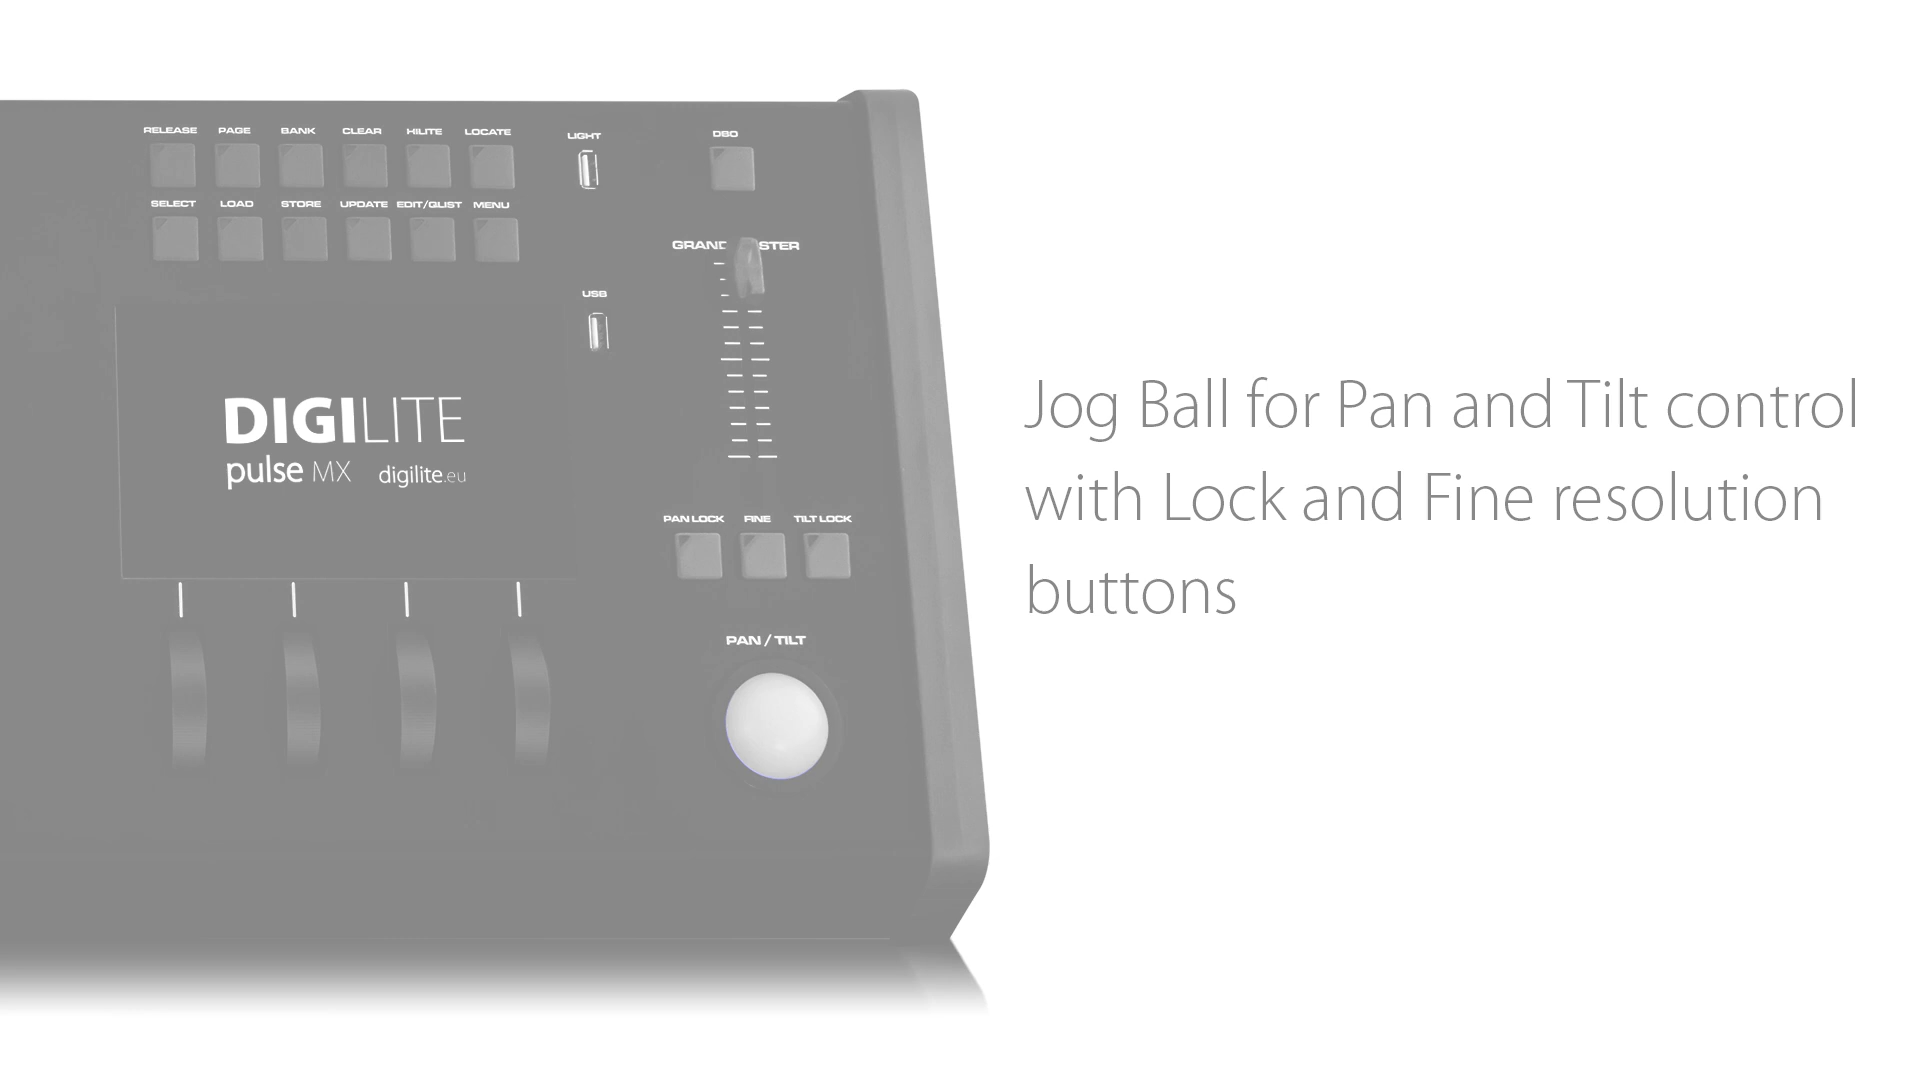 RELEASE PAGE BANK CLEAR HILITE LOCATE
LIGHT
DBO
SELECT LOAD STORE UPDATE EDIT/QLIST MENU
GRAND STER
USB
DIGILITE
pulse MX digilite.eu
PAN LOCK FINE TILT LOCK
PAN / TILT
Jog Ball for Pan and Tilt control
with Lock and Fine resolution
buttons